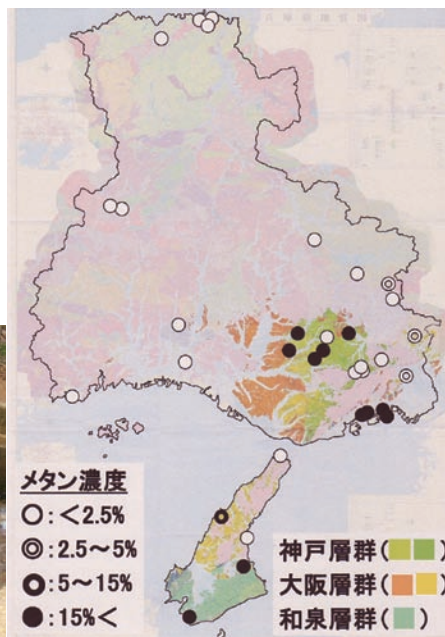 メタン濃度
○:<2.5%
◎:2.5〜5%
○:5〜15%
●:15%<
神戸層群( )
大阪層群( )
和泉層群( )